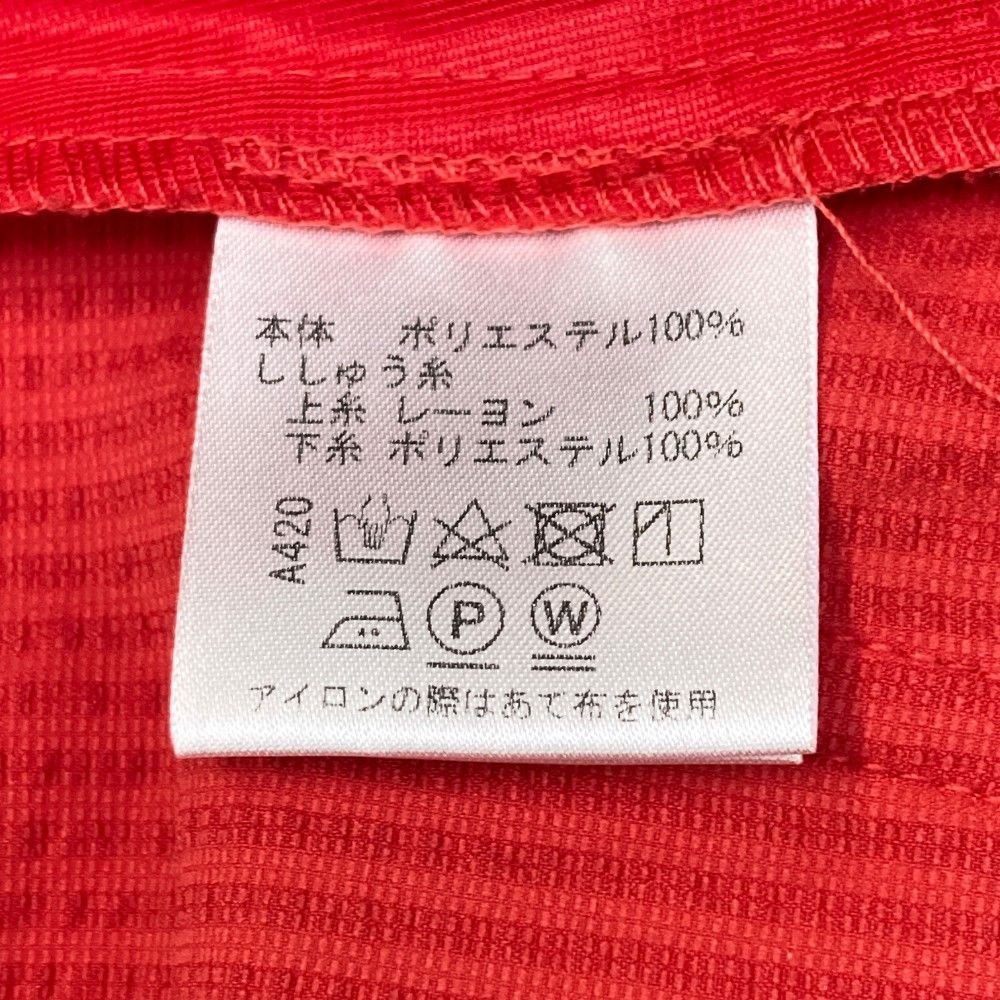 本体 ポリエステル100%
ししゅう糸
上糸 レーヨン 100%
下糸 ポリエステル100%
A420
P W
アイロンの際はあて布を使用